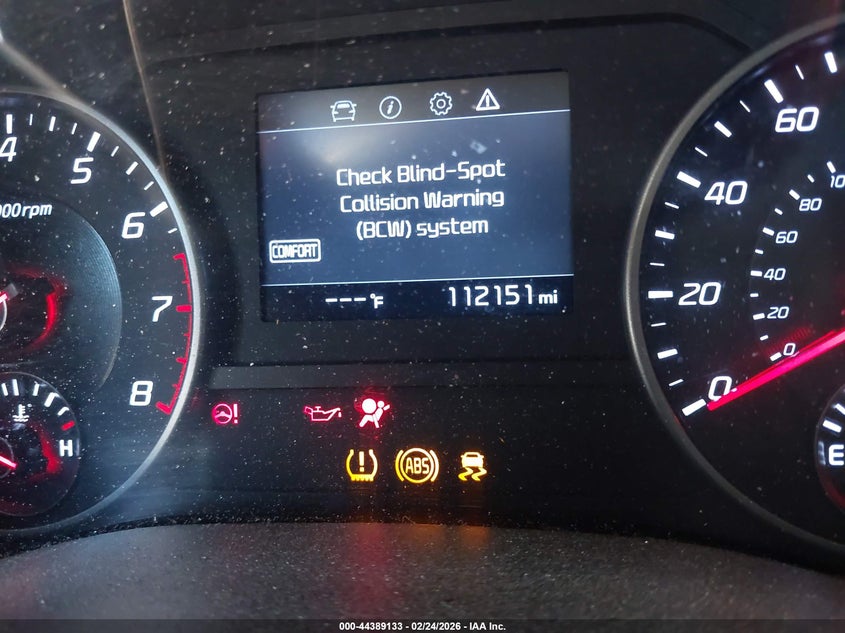 Check Blind-Spot
Collision Warning
(BCW) system
COMFORT
---°F 112151 mi
4
5
6
7
8
000rpm
H
60
40
20
0
80
60
40
20
0
E
ABS
000-44389133 - 02/24/2026 - IAA Inc.